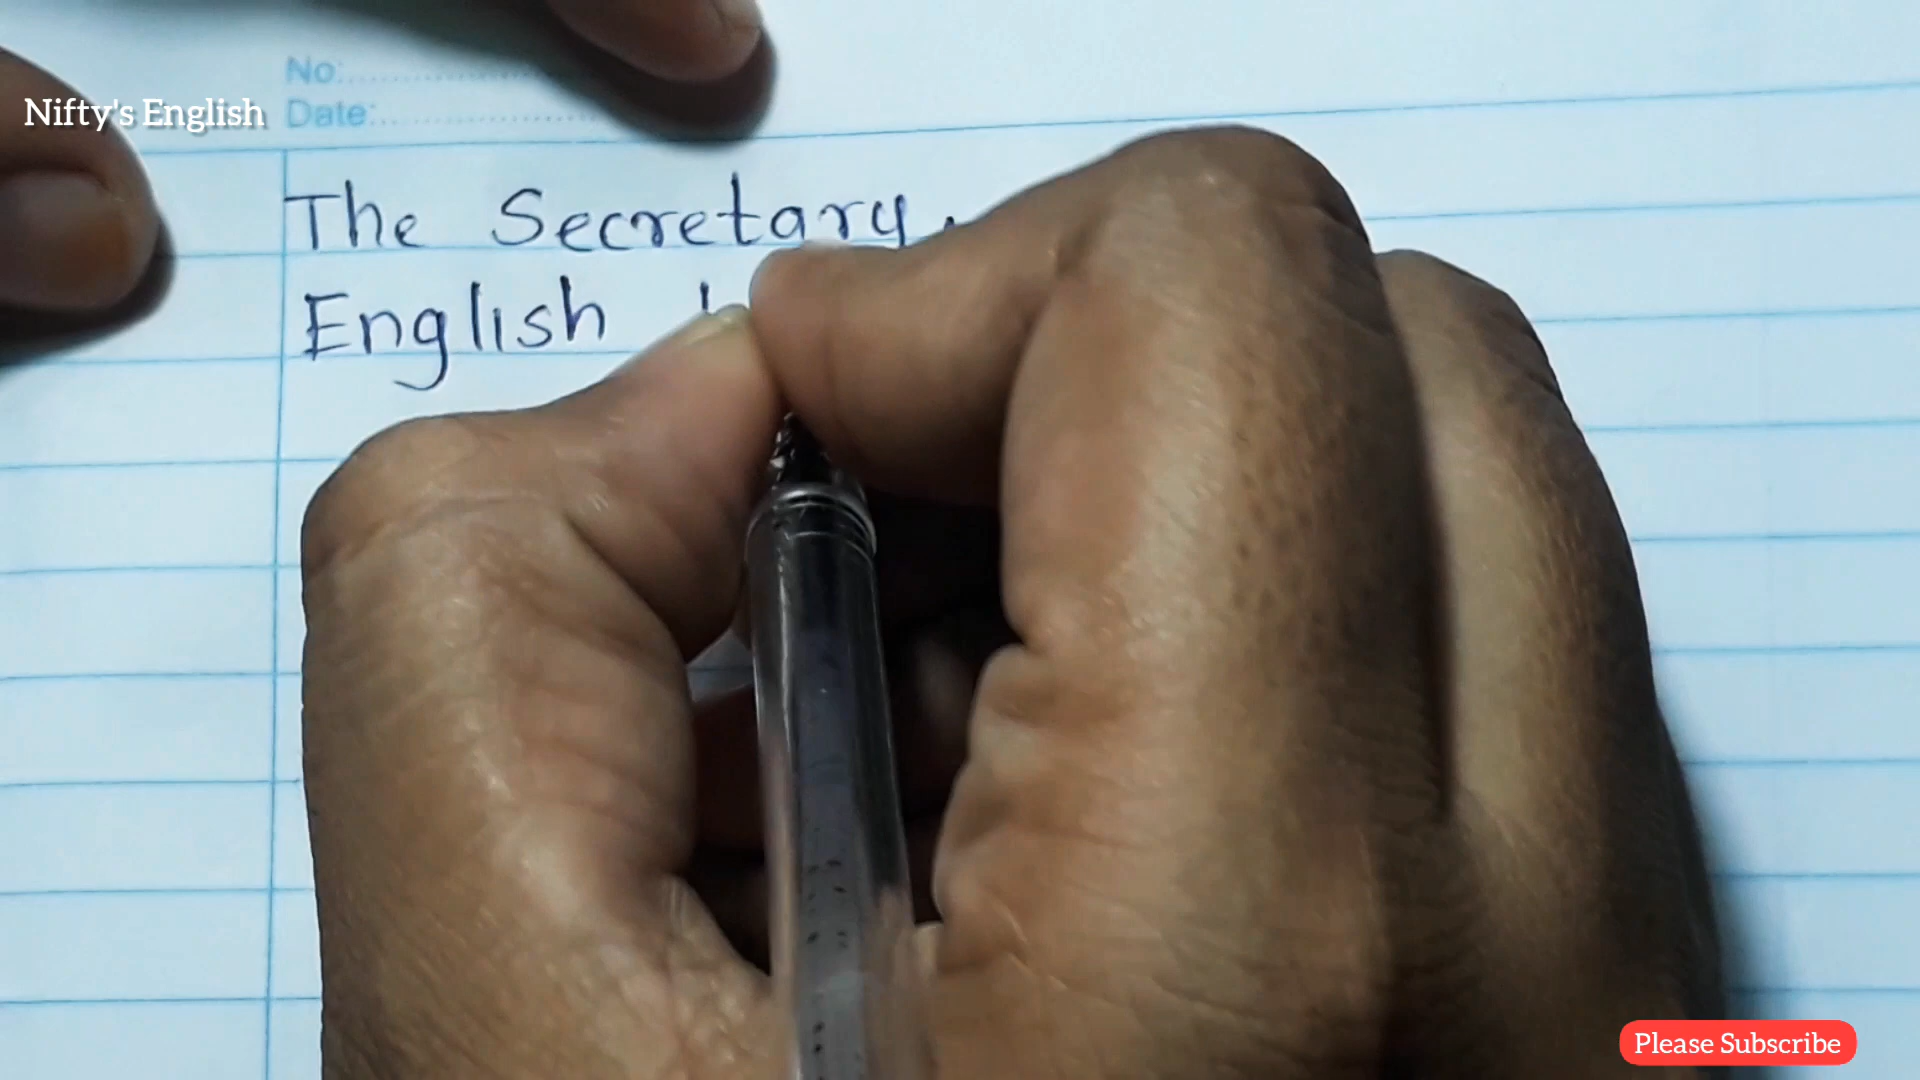 No:
Nifty's English
Date:
The Secretary,
English
Please Subscribe